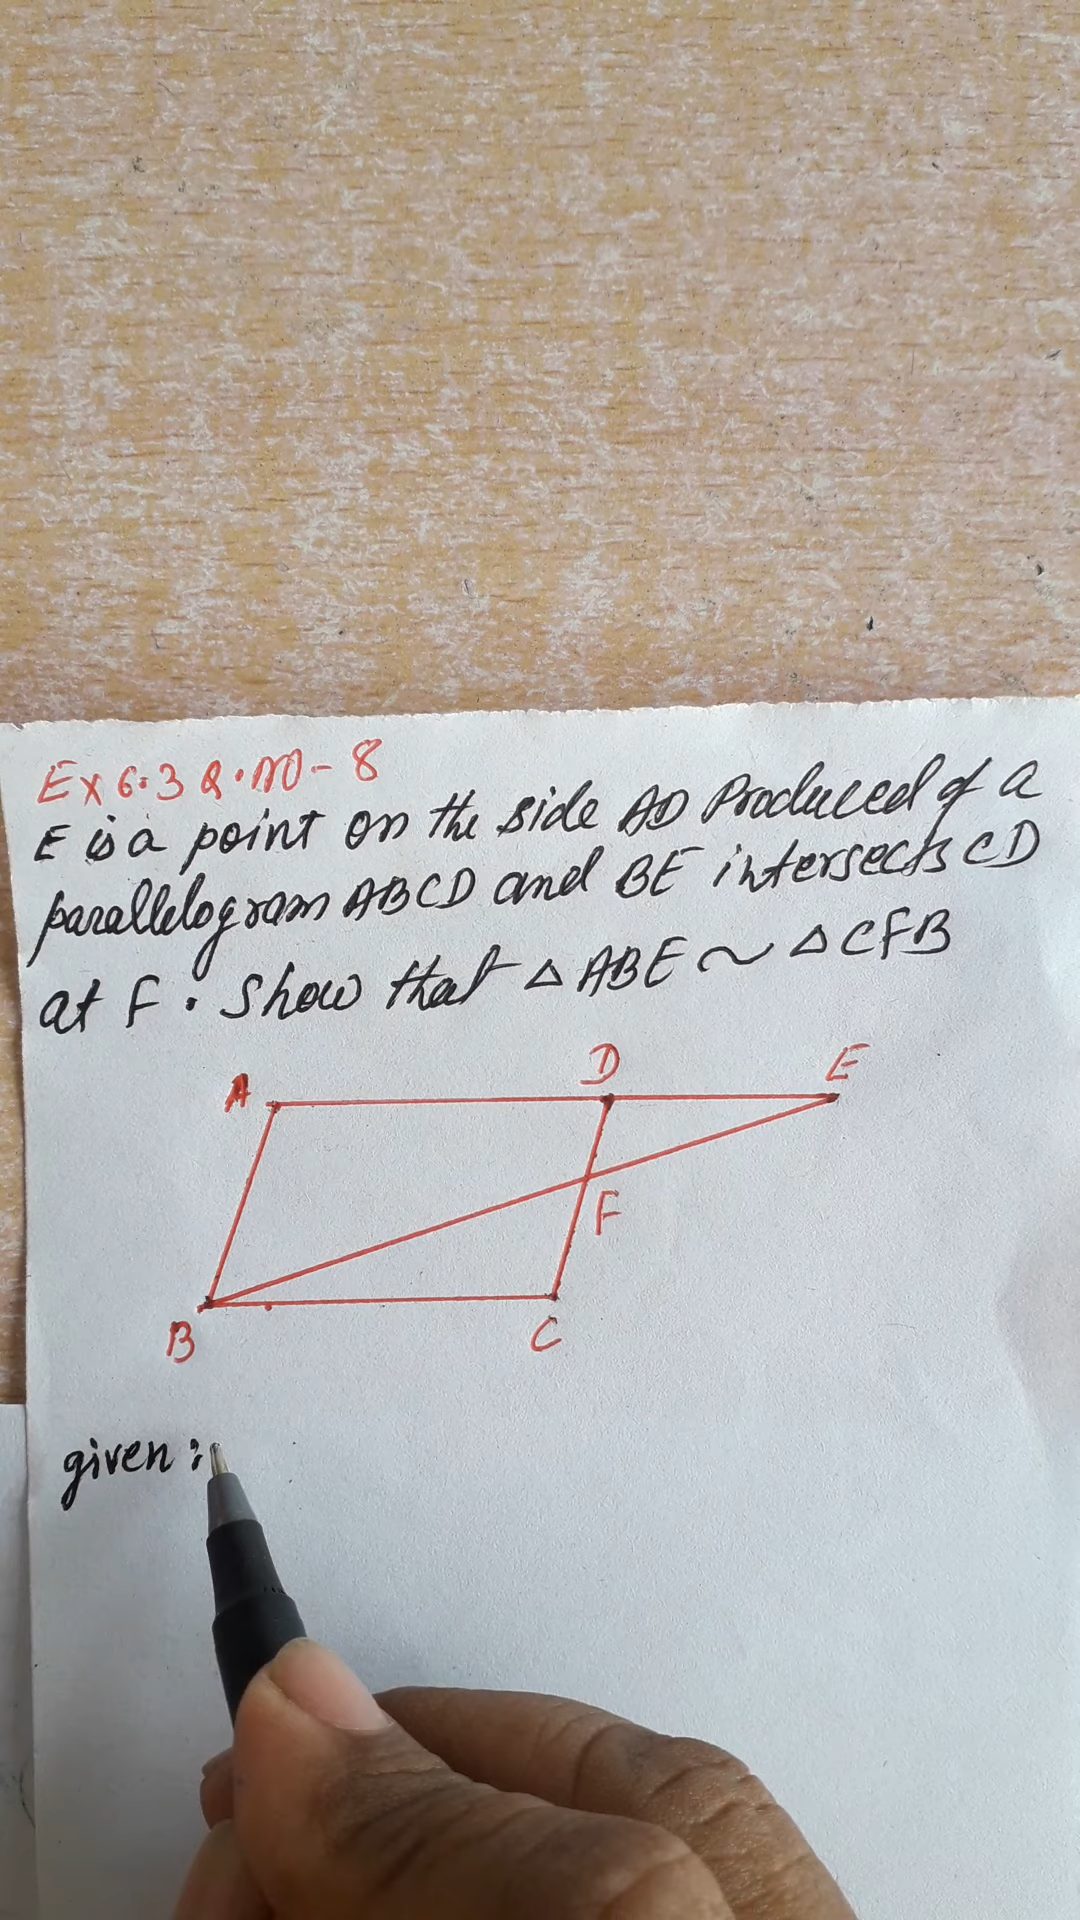 Ex 6.3 Q.NO - 8
E is a point on the side AD Produced of a
parallelogram ABCD and BE intersects CD
at F. Show that △ ABE ~ △ CFB
D E
A
F
B C
given :